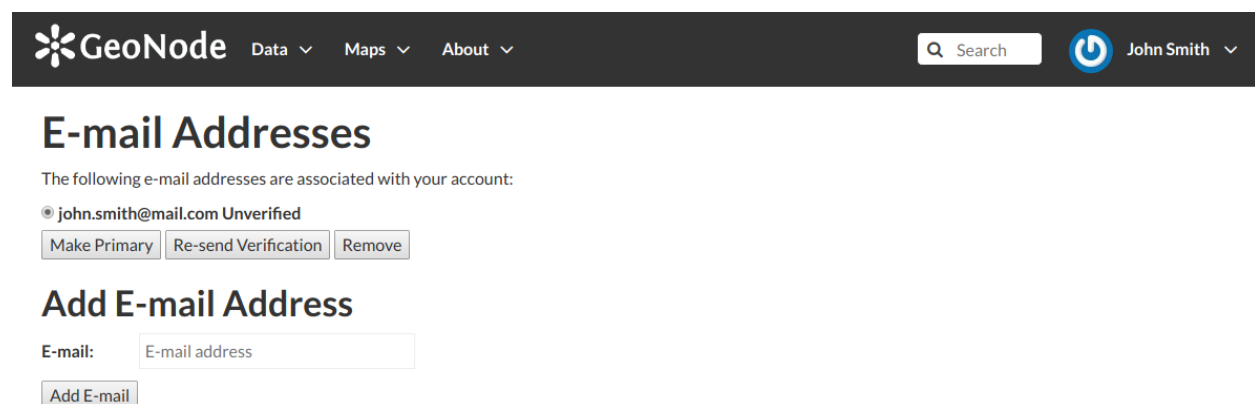 GeoNode Data Maps About Search John Smith
E-mail Addresses
The following e-mail addresses are associated with your account:
john.smith@mail.com Unverified
Make Primary Re-send Verification Remove
Add E-mail Address
E-mail: E-mail address
Add E-mail